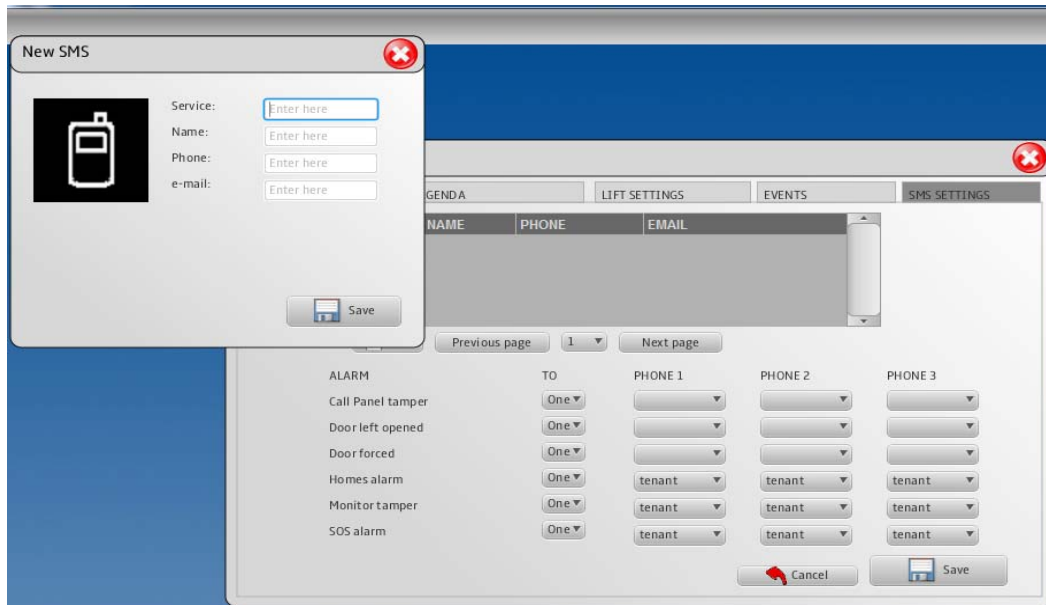 New SMS
Service: Enter here
Name: Enter here
Phone: Enter here
e-mail: Enter here
Save
GENDA LIFT SETTINGS EVENTS SMS SETTINGS
NAME PHONE EMAIL
Previous page 1 Next page
ALARM TO PHONE 1 PHONE 2 PHONE 3
Call Panel tamper One
Door left opened One
Door forced One
Homes alarm One tenant tenant tenant
Monitor tamper One tenant tenant tenant
SOS alarm One tenant tenant tenant
Cancel Save